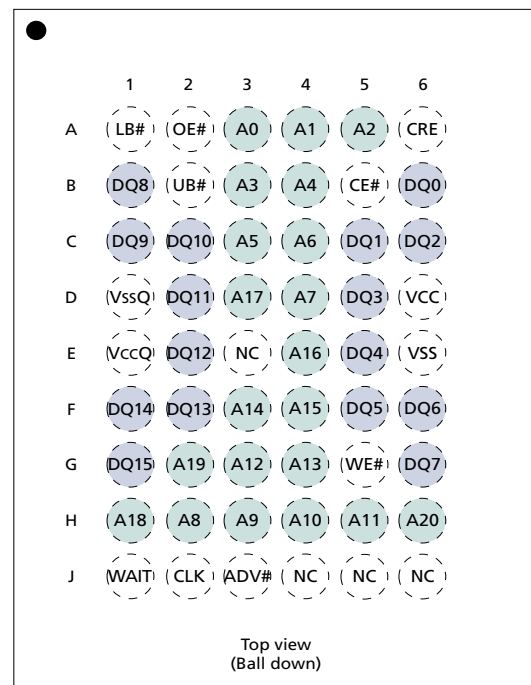 1 2 3 4 5 6
A LB# OE# A0 A1 A2 CRE
B DQ8 UB# A3 A4 CE# DQ0
C DQ9 DQ10 A5 A6 DQ1 DQ2
D VssQ DQ11 A17 A7 DQ3 VCC
E VccQ DQ12 NC A16 DQ4 VSS
F DQ14 DQ13 A14 A15 DQ5 DQ6
G DQ15 A19 A12 A13 WE# DQ7
H A18 A8 A9 A10 A11 A20
J WAIT CLK ADV# NC NC NC
Top view
(Ball down)